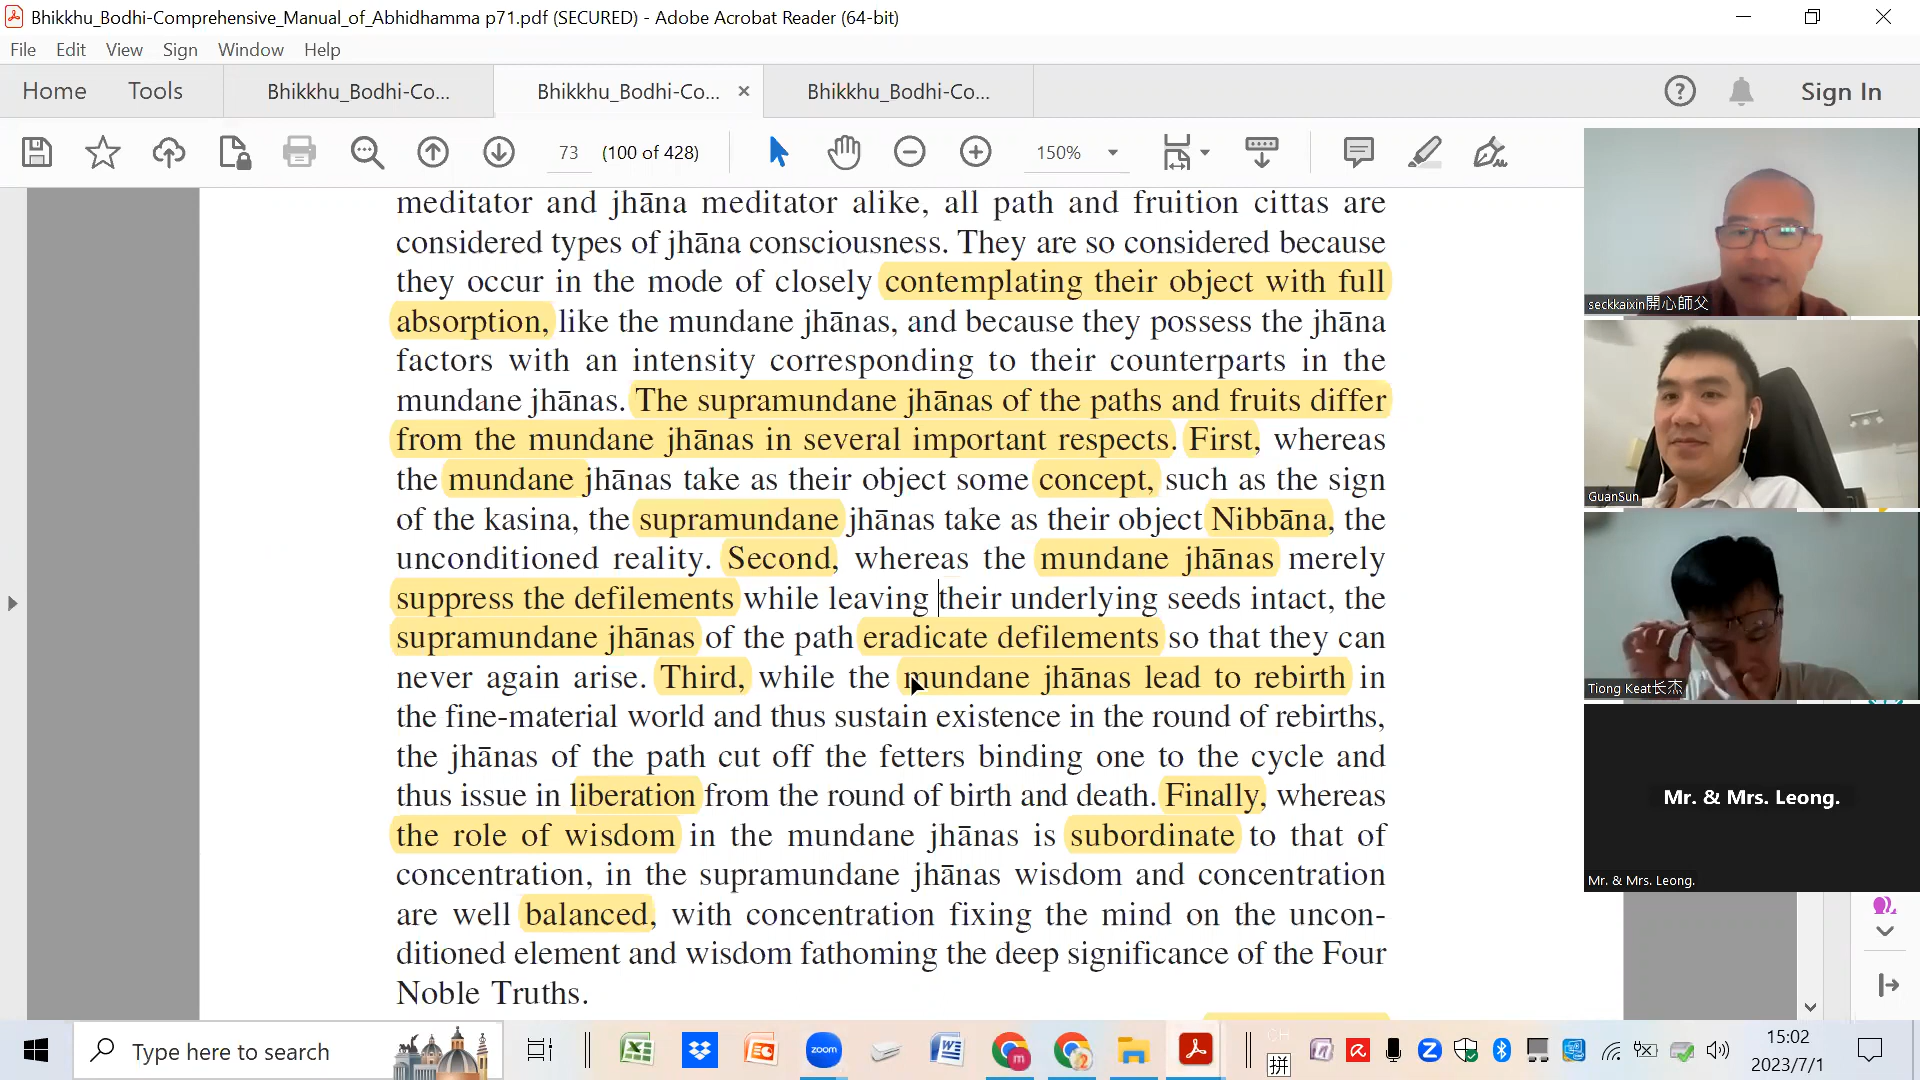 Bhikkhu_Bodhi-Comprehensive_Manual_of_Abhidhamma p71.pdf (SECURED) - Adobe Acrobat Reader (64-bit)
File Edit View Sign Window Help
Home Tools Bhikkhu_Bodhi-Co... Bhikkhu_Bodhi-Co... × Bhikkhu_Bodhi-Co... Sign In
73 (100 of 428) 150%
meditator and jhāna meditator alike, all path and fruition cittas are
considered types of jhāna consciousness. They are so considered because
they occur in the mode of closely contemplating their object with full
absorption, like the mundane jhānas, and because they possess the jhāna
factors with an intensity corresponding to their counterparts in the
mundane jhānas. The supramundane jhānas of the paths and fruits differ
from the mundane jhānas in several important respects. First, whereas
the mundane jhānas take as their object some concept, such as the sign
of the kasina, the supramundane jhānas take as their object Nibbāna, the
unconditioned reality. Second, whereas the mundane jhānas merely
suppress the defilements while leaving their underlying seeds intact, the
supramundane jhānas of the path eradicate defilements so that they can
never again arise. Third, while the mundane jhānas lead to rebirth in
the fine-material world and thus sustain existence in the round of rebirths,
the jhānas of the path cut off the fetters binding one to the cycle and
thus issue in liberation from the round of birth and death. Finally, whereas
the role of wisdom in the mundane jhānas is subordinate to that of
concentration, in the supramundane jhānas wisdom and concentration
are well balanced, with concentration fixing the mind on the uncon-
ditioned element and wisdom fathoming the deep significance of the Four
Noble Truths.
seckkaixin開心師父
GuanSun
Tiong Keat长杰
Mr. & Mrs. Leong.
Mr. & Mrs. Leong.
Type here to search
zoom
CH
拼
15:02
2023/7/1